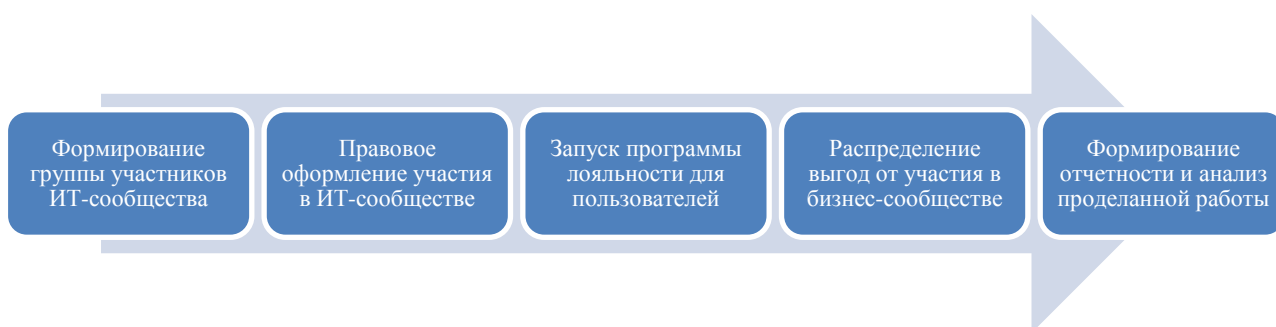 Формирование
группы участников
ИТ-сообщества
Правовое
оформление участия
в ИТ-сообществе
Запуск программы
лояльности для
пользователей
Распределение
выгод от участия в
бизнес-сообществе
Формирование
отчетности и анализ
проделанной работы